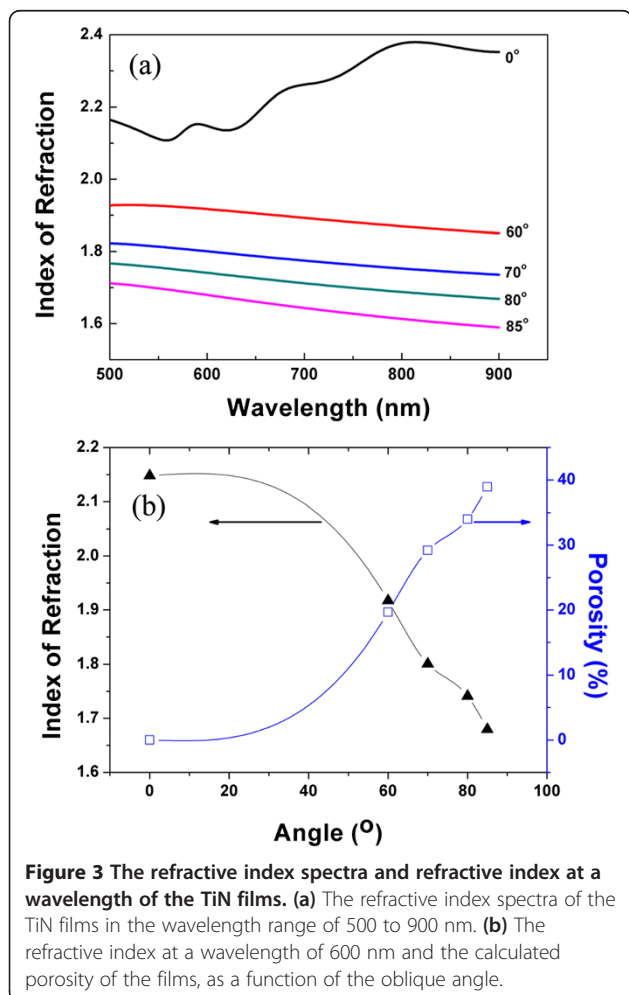 2.4
2.2
2.0
1.8
1.6
Index of Refraction
(a)
0°
60°
70°
80°
85°
500 600 700 800 900
Wavelength (nm)
2.2
2.1
2.0
1.9
1.8
1.7
1.6
Index of Refraction
(b)
40
30
20
10
0
Porosity (%)
0 20 40 60 80 100
Angle (O)
Figure 3 The refractive index spectra and refractive index at a
wavelength of the TiN films. (a) The refractive index spectra of the
TiN films in the wavelength range of 500 to 900 nm. (b) The
refractive index at a wavelength of 600 nm and the calculated
porosity of the films, as a function of the oblique angle.